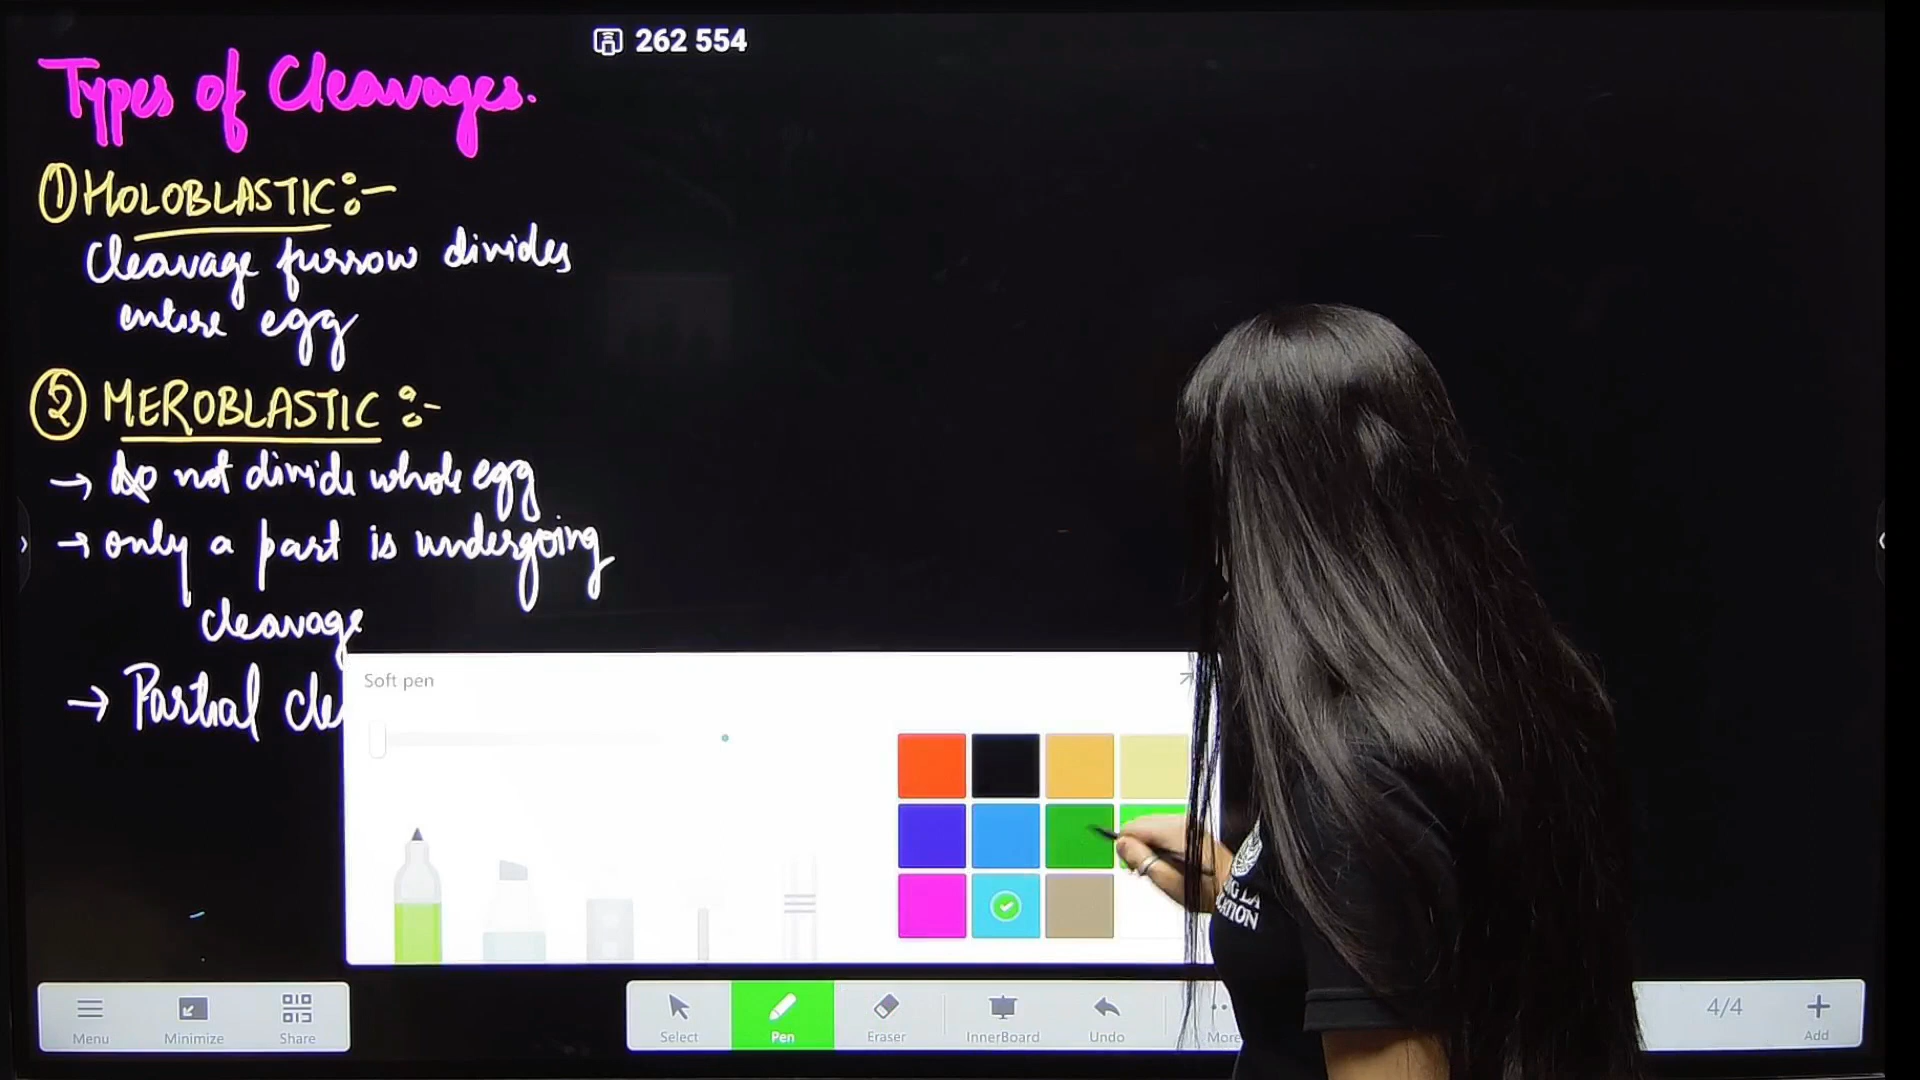 262 554
Types of Cleavages.
① HOLOBLASTIC:-
Cleavage furrow divides
entire egg
② MEROBLASTIC :-
→ do not divide whole egg
→ only a part is undergoing
cleavage
→ Partial cle
Soft pen
Menu
Minimize
Share
Select
Pen
Eraser
InnerBoard
Undo
More
4/4
Add